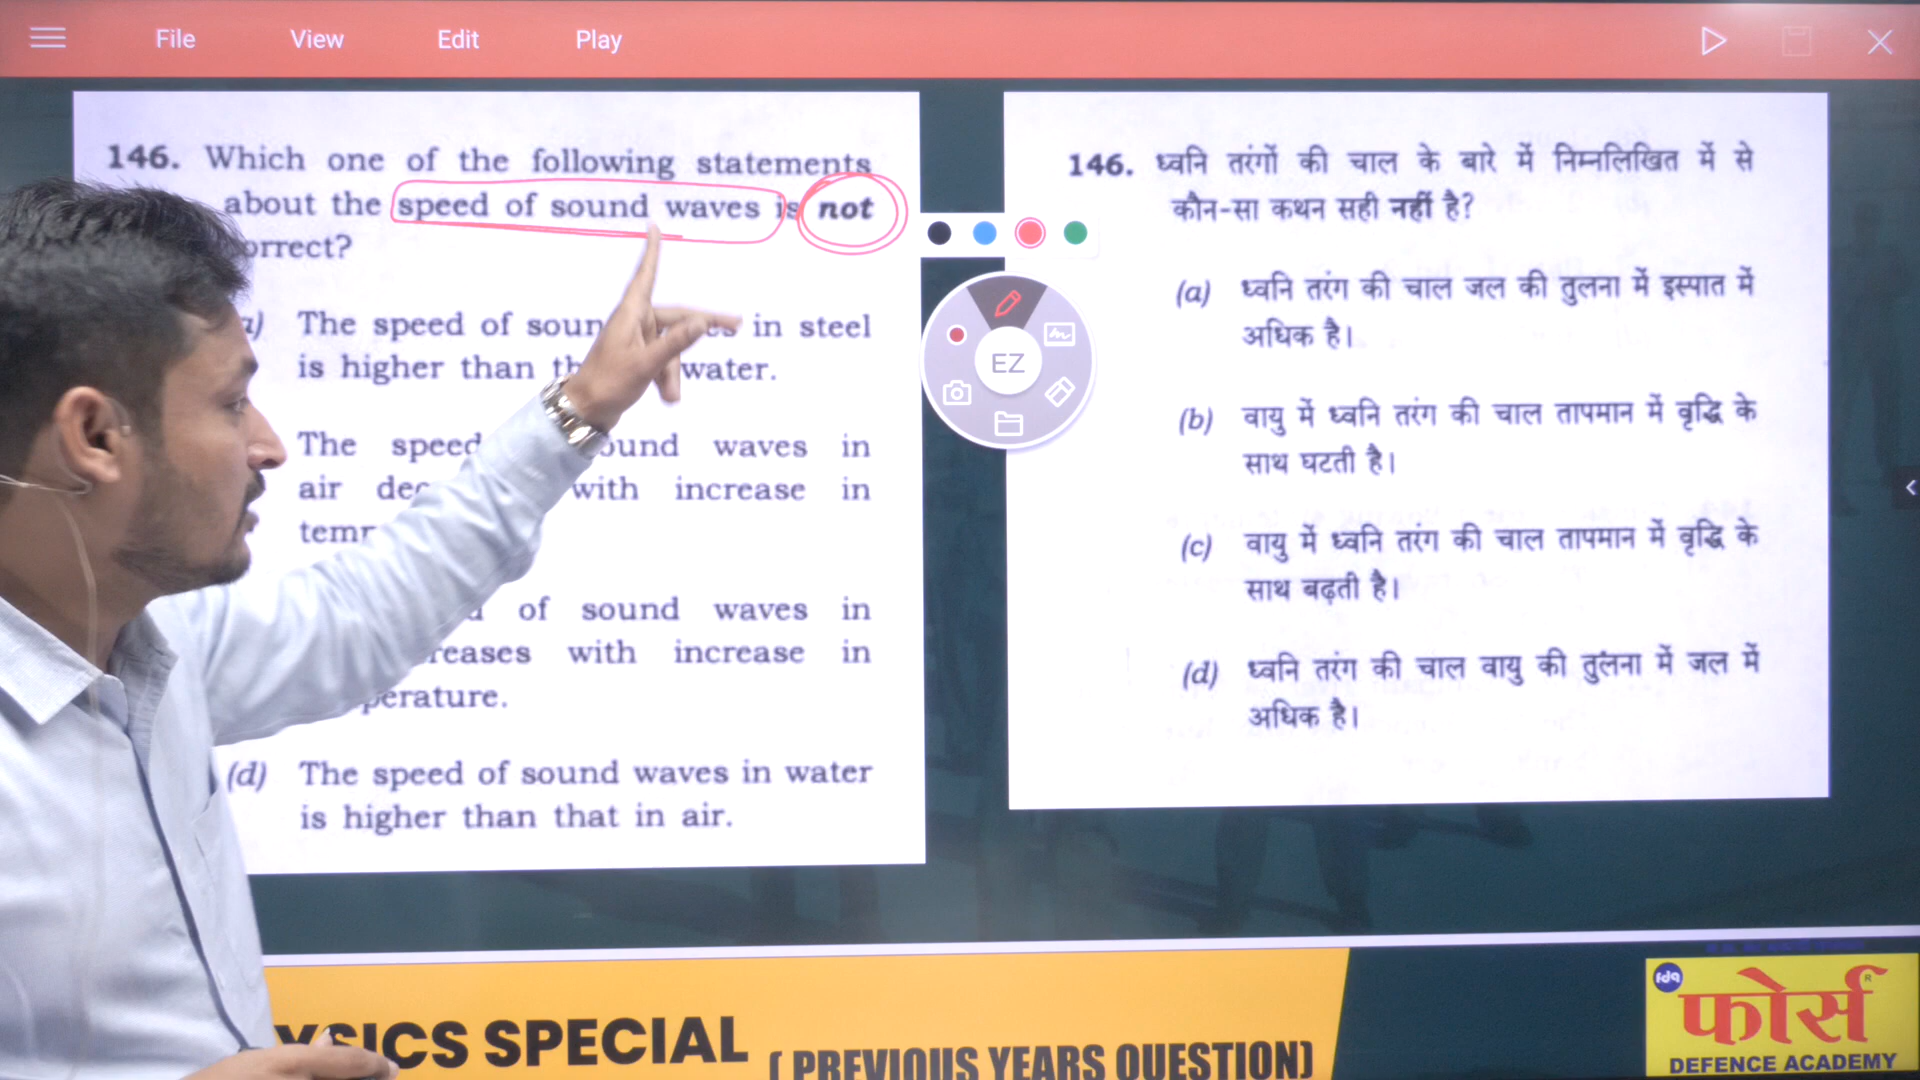 File View Edit Play
146. Which one of the following statements
about the speed of sound waves is not
orrect?
The speed of soun in steel
is higher than th water.
The speed ound waves in
air dec with increase in
of sound waves in
reases with increase in
perature.
(d) The speed of sound waves in water
is higher than that in air.
146. ध्वनि तरंगों की चाल के बारे में निम्नलिखित में से
कौन-सा कथन सही नहीं है?
(a) ध्वनि तरंग की चाल जल की तुलना में इस्पात में
अधिक है।
(b) वायु में ध्वनि तरंग की चाल तापमान में वृद्धि के
साथ घटती है।
(c) वायु में ध्वनि तरंग की चाल तापमान में वृद्धि के
साथ बढ़ती है।
(d) ध्वनि तरंग की चाल वायु की तुलना में जल में
अधिक है।
EZ
YSICS SPECIAL (PREVIOUS YEARS QUESTION)
fda
फोर्स
R
DEFENCE ACADEMY